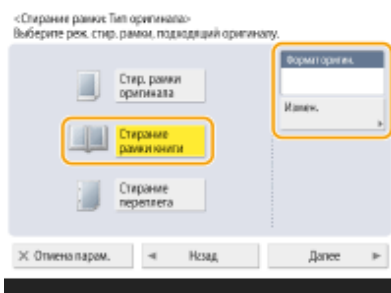 <Стирание рамки: Тип оригинала>
Выберите реж. стир. рамки, подходящий оригиналу.
Формат оригин.
Стир. рамки
оригинала
Измен.
Стирание
рамки книги
Стирание
переплета
Отмена парам.
Назад
Далее